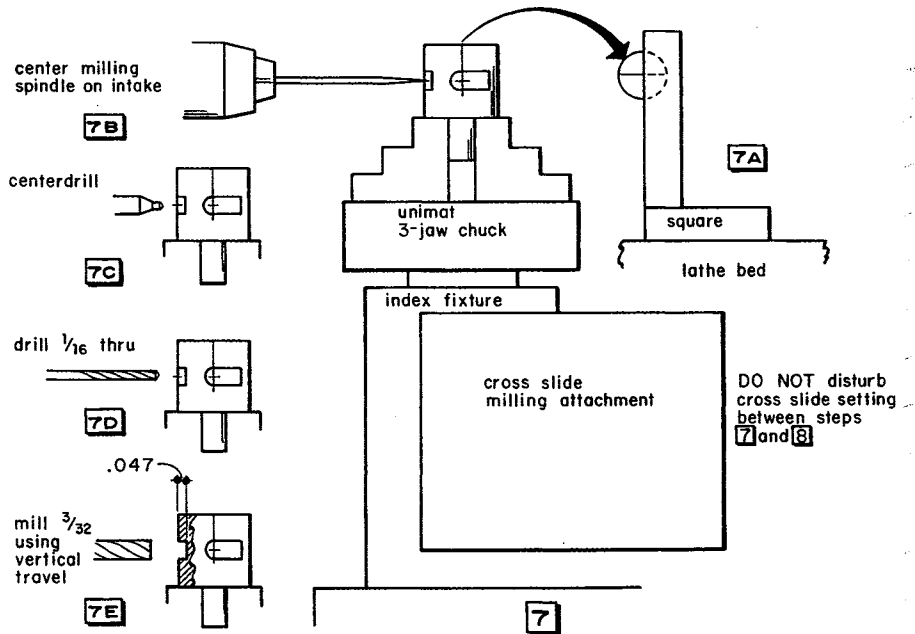 center milling
spindle on intake
7B
7A
centerdrill
7C
unimat
3-jaw chuck
square
lathe bed
index fixture
drill 1/16 thru
7D
cross slide
milling attachment
DO NOT disturb
cross slide setting
between steps
7 and 8
.047
mill 3/32
using
vertical
travel
7E
7